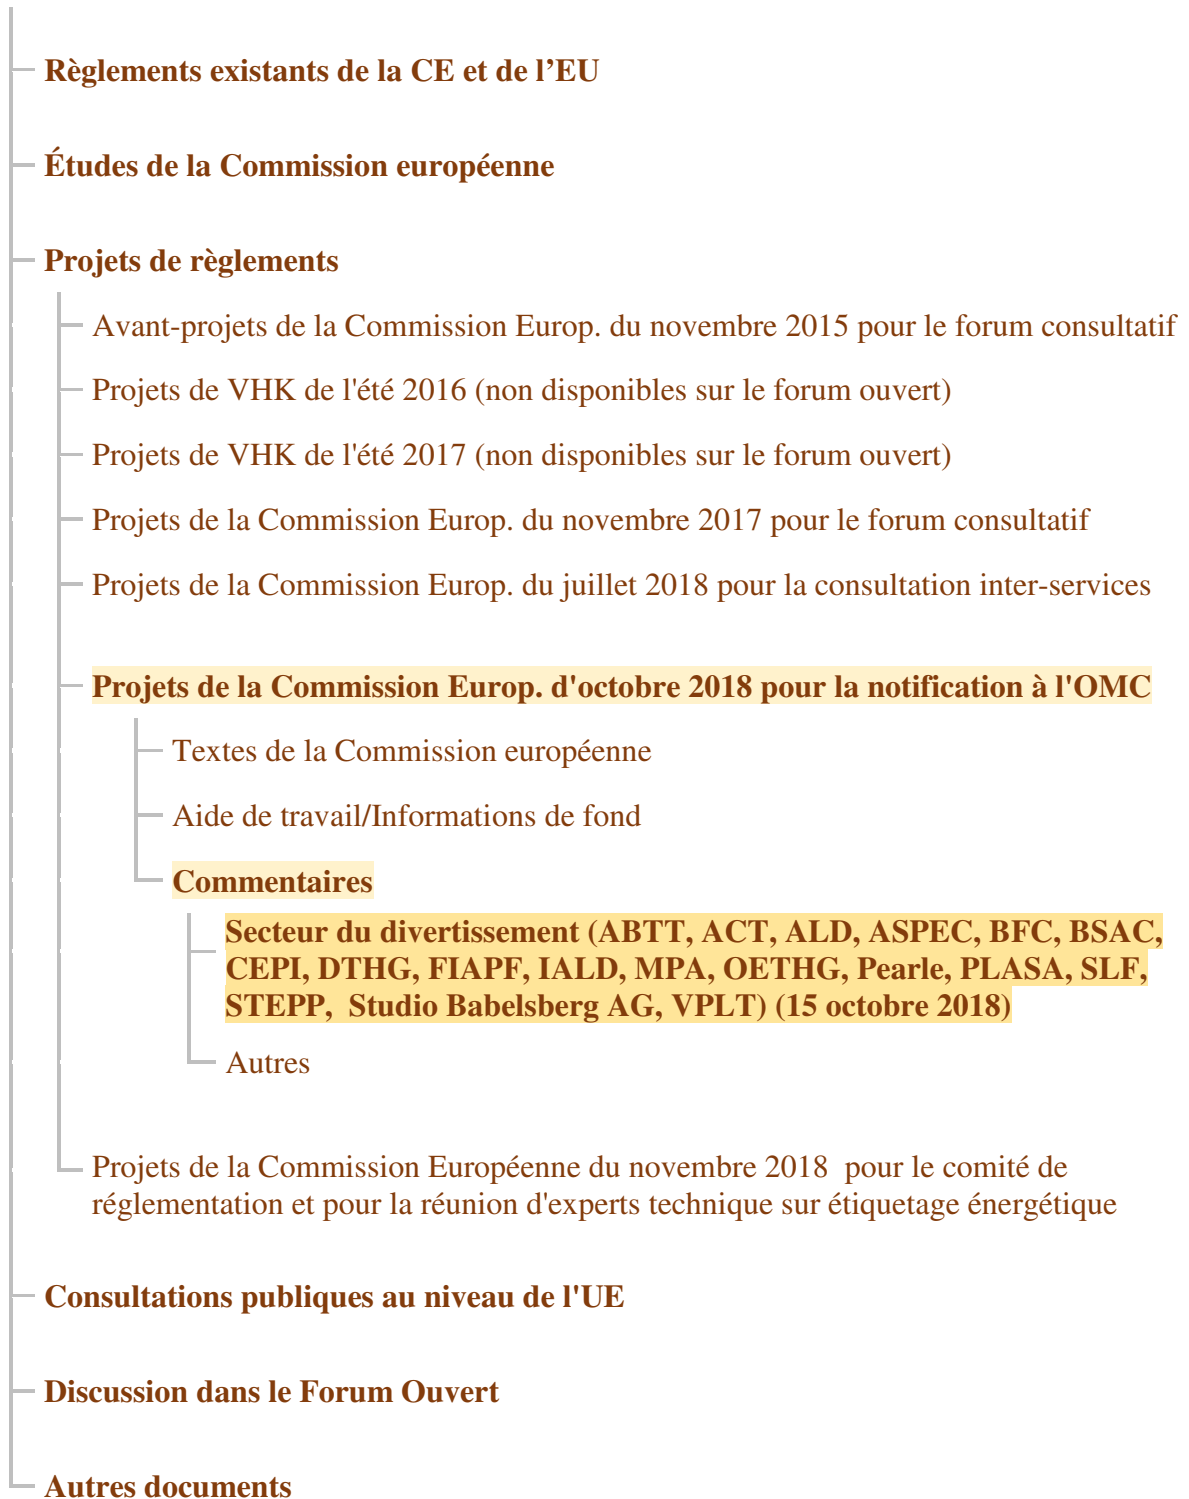 Règlements existants de la CE et de l’EU
Études de la Commission européenne
Projets de règlements
Avant-projets de la Commission Europ. du novembre 2015 pour le forum consultatif
Projets de VHK de l'été 2016 (non disponibles sur le forum ouvert)
Projets de VHK de l'été 2017 (non disponibles sur le forum ouvert)
Projets de la Commission Europ. du novembre 2017 pour le forum consultatif
Projets de la Commission Europ. du juillet 2018 pour la consultation inter-services
Projets de la Commission Europ. d'octobre 2018 pour la notification à l'OMC
Textes de la Commission européenne
Aide de travail/Informations de fond
Commentaires
Secteur du divertissement (ABTT, ACT, ALD, ASPEC, BFC, BSAC,
CEPI, DTHG, FIAPF, IALD, MPA, OETHG, Pearle, PLASA, SLF,
STEPP,  Studio Babelsberg AG, VPLT) (15 octobre 2018)
Autres
Projets de la Commission Européenne du novembre 2018  pour le comité de
réglementation et pour la réunion d'experts technique sur étiquetage énergétique
Consultations publiques au niveau de l'UE
Discussion dans le Forum Ouvert
Autres documents